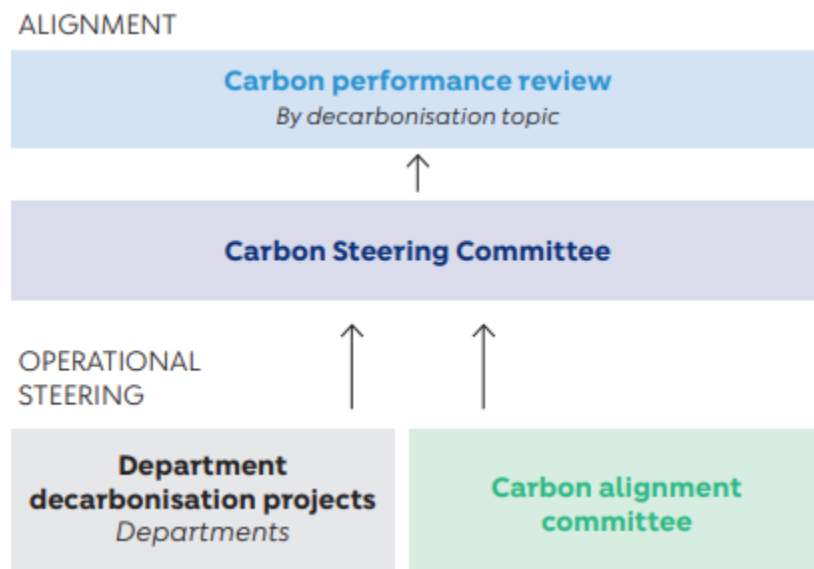 ALIGNMENT
Carbon performance review
By decarbonisation topic
Carbon Steering Committee
OPERATIONAL
STEERING
Department
decarbonisation projects
Departments
Carbon alignment
committee